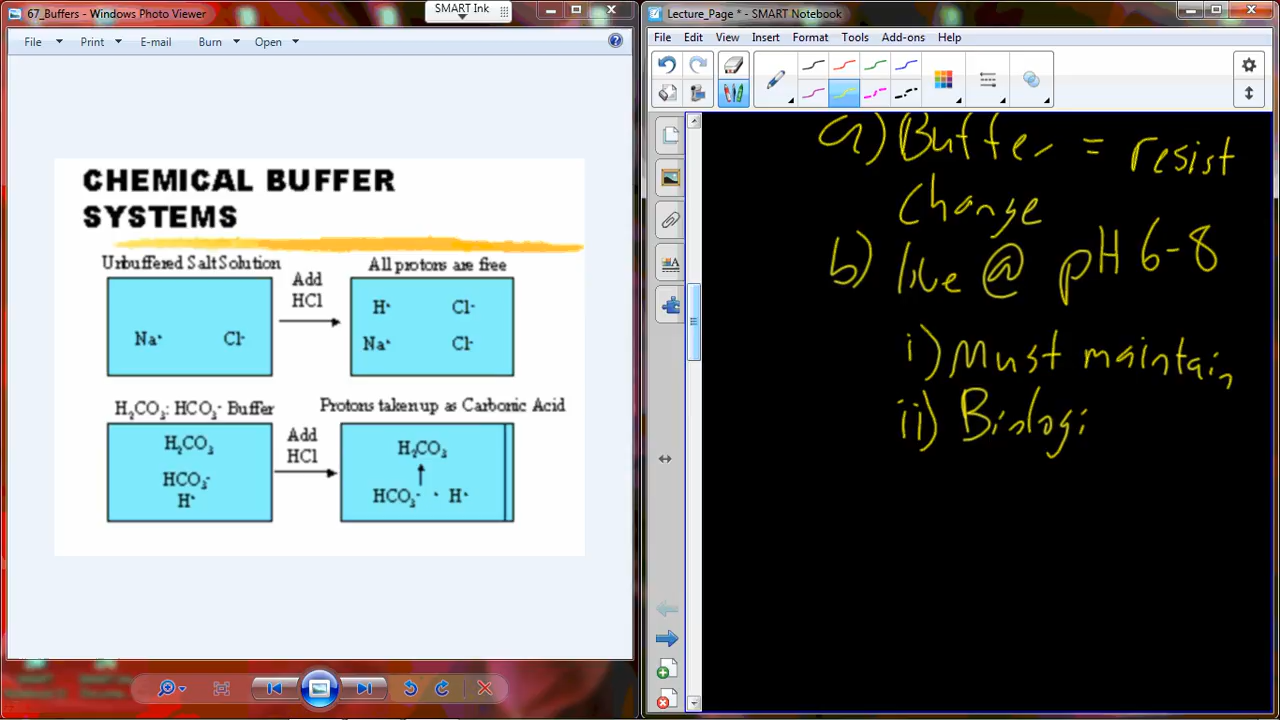 67_Buffers - Windows Photo Viewer
SMART Ink
File Print E-mail Burn Open
CHEMICAL BUFFER
SYSTEMS
Unbuffered Salt Solution
Add
HCl
All protons are free
Na⁺ Cl⁻
H⁺ Cl⁻
Na⁺ Cl⁻
H₂CO₃: HCO₃⁻ Buffer
Add
HCl
Protons taken up as Carbonic Acid
H₂CO₃
HCO₃⁻
H⁺
H₂CO₃
HCO₃⁻ H⁺
Lecture_Page * - SMART Notebook
File Edit View Insert Format Tools Add-ons Help
a) Buffer = resist
change
b) live @ pH 6-8
i) Must maintain
ii) Biologi